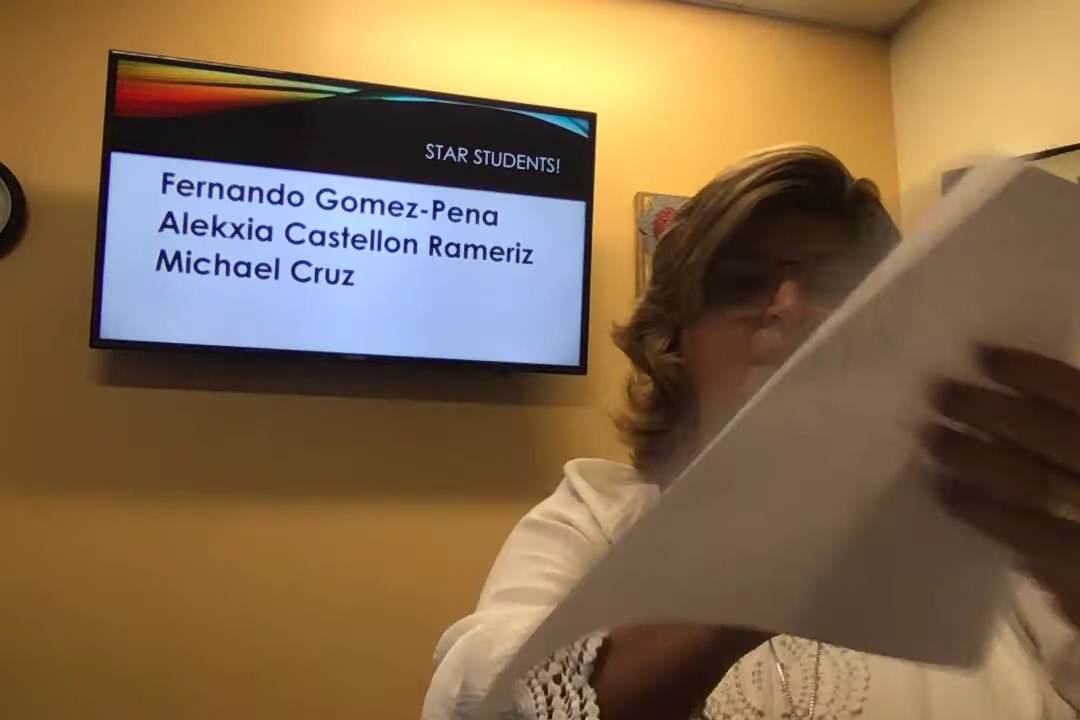 STAR STUDENTS!
Fernando Gomez-Pena
Alekxia Castellon Rameriz
Michael Cruz